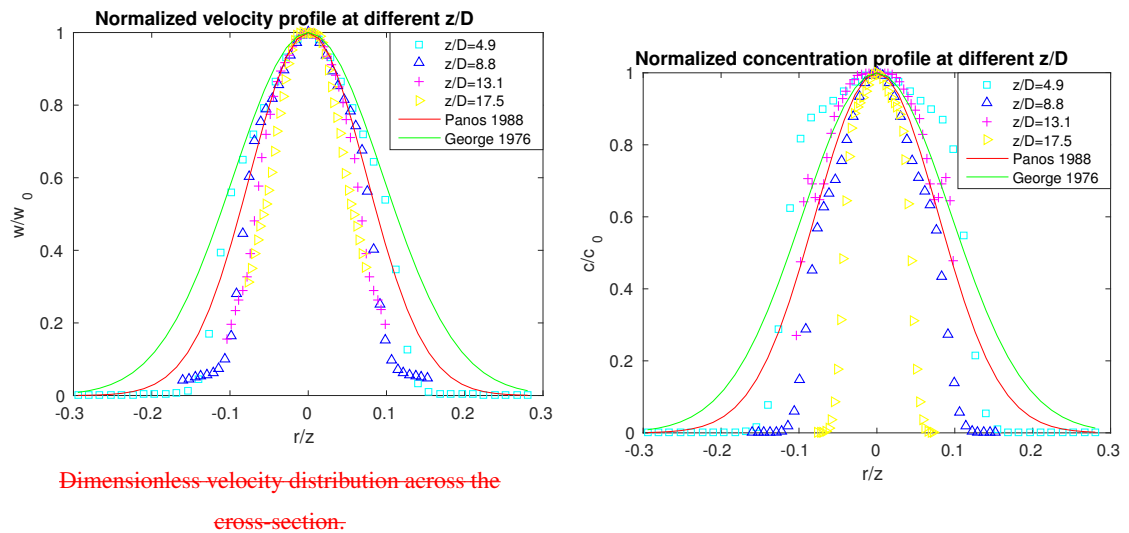 Normalized velocity profile at different z/D
1
0.8
0.6
0.4
0.2
0
w/w0
z/D=4.9
z/D=8.8
z/D=13.1
z/D=17.5
Panos 1988
George 1976
-0.3 -0.2 -0.1 0 0.1 0.2 0.3
r/z
Dimensionless velocity distribution across the
cross-section.
Normalized concentration profile at different z/D
1
0.8
0.6
0.4
0.2
0
c/c0
z/D=4.9
z/D=8.8
z/D=13.1
z/D=17.5
Panos 1988
George 1976
-0.3 -0.2 -0.1 0 0.1 0.2 0.3
r/z